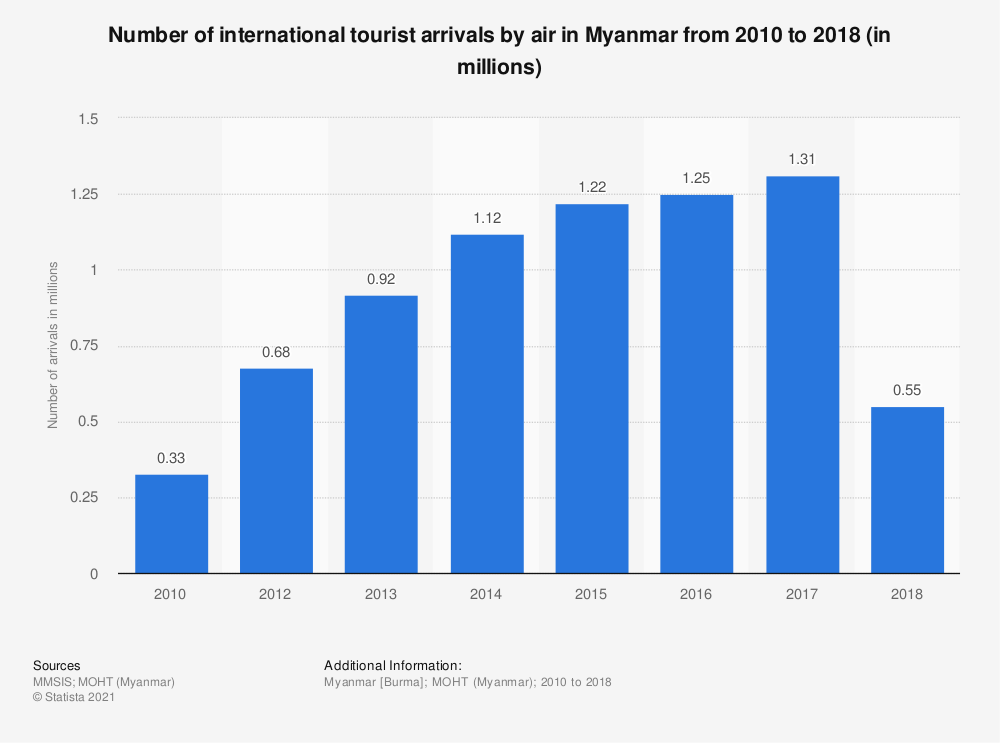 Number of international tourist arrivals by air in Myanmar from 2010 to 2018 (in
millions)
Number of arrivals in millions
1.5
1.25
1
0.75
0.5
0.25
0
0.33
0.68
0.92
1.12
1.22
1.25
1.31
0.55
2010
2012
2013
2014
2015
2016
2017
2018
Sources
MMSIS; MOHT (Myanmar)
© Statista 2021
Additional Information:
Myanmar [Burma]; MOHT (Myanmar); 2010 to 2018